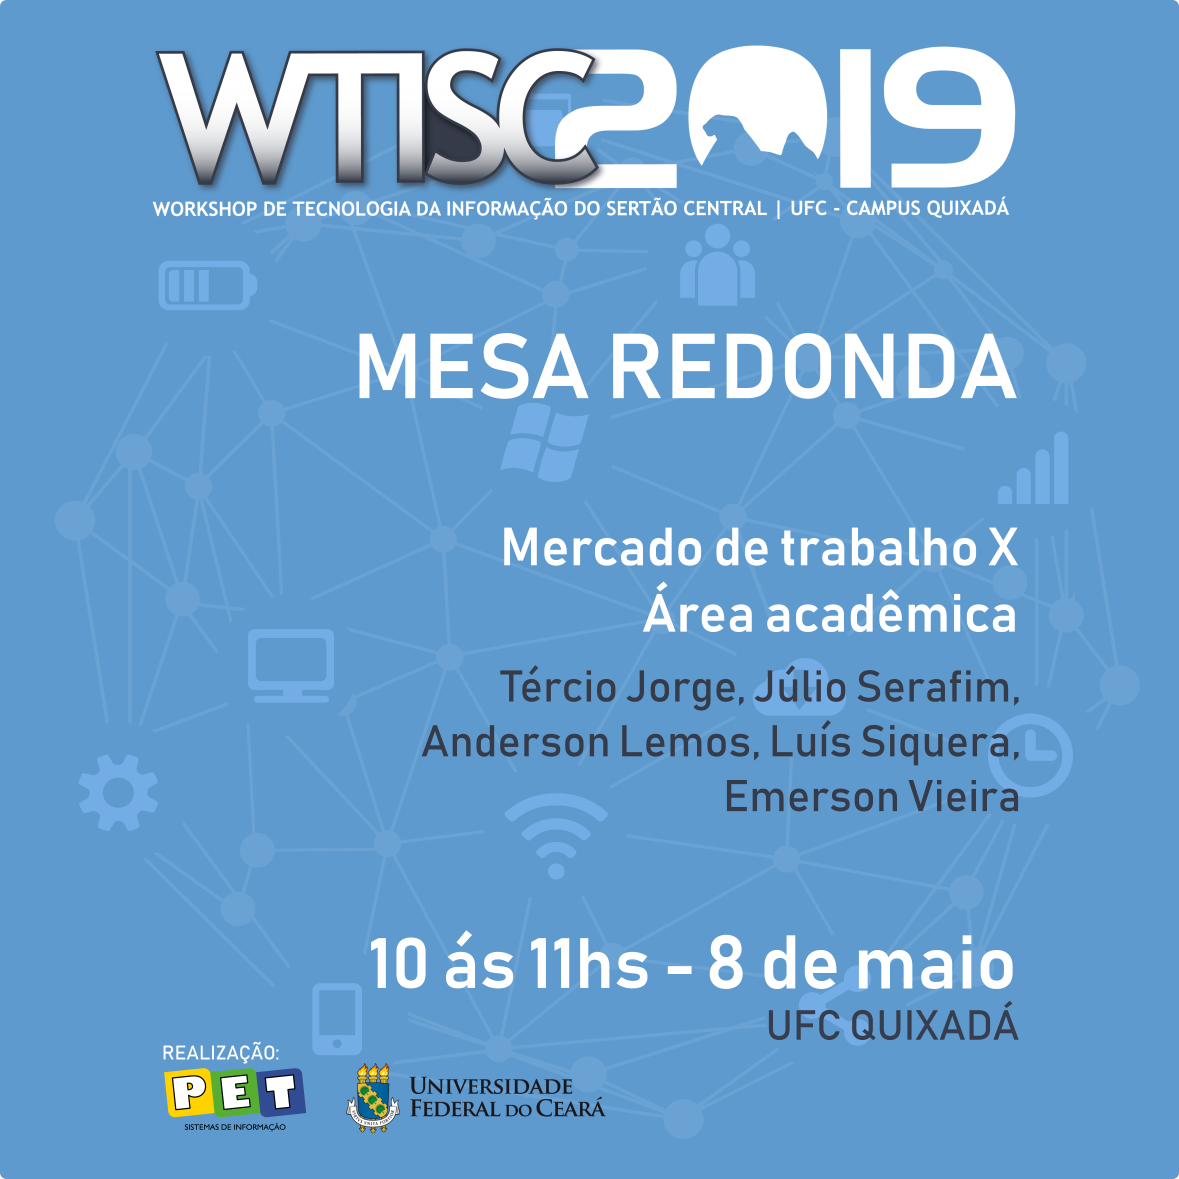 WTISC2019
WORKSHOP DE TECNOLOGIA DA INFORMAÇÃO DO SERTÃO CENTRAL | UFC - CAMPUS QUIXADÁ
MESA REDONDA
Mercado de trabalho X
Área acadêmica
Tércio Jorge, Júlio Serafim,
Anderson Lemos, Luís Siquera,
Emerson Vieira
10 ás 11hs - 8 de maio
UFC QUIXADÁ
REALIZAÇÃO:
PET
SISTEMAS DE INFORMAÇÃO
UNIVERSIDADE
FEDERAL DO CEARÁ